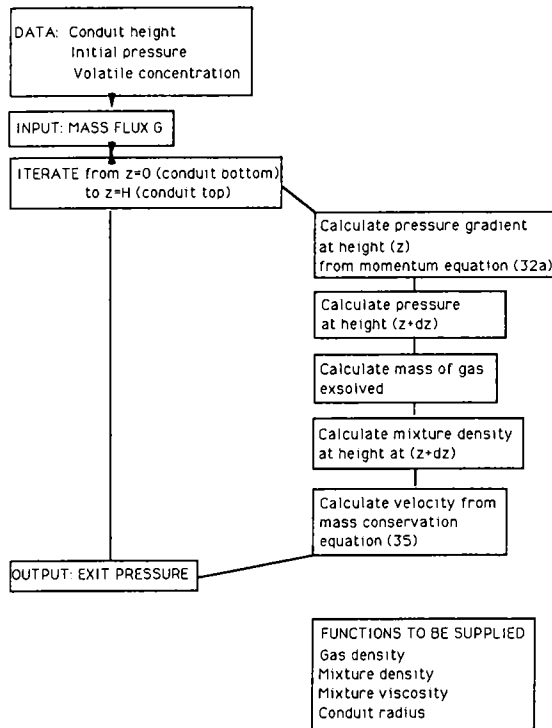 DATA: Conduit height
Initial pressure
Volatile concentration
INPUT: MASS FLUX G
ITERATE from z=0 (conduit bottom)
to z=H (conduit top)
Calculate pressure gradient
at height (z)
from momentum equation (32a)
Calculate pressure
at height (z+dz)
Calculate mass of gas
exsolved
Calculate mixture density
at height at (z+dz)
Calculate velocity from
mass conservation
equation (35)
OUTPUT: EXIT PRESSURE
FUNCTIONS TO BE SUPPLIED
Gas density
Mixture density
Mixture viscosity
Conduit radius